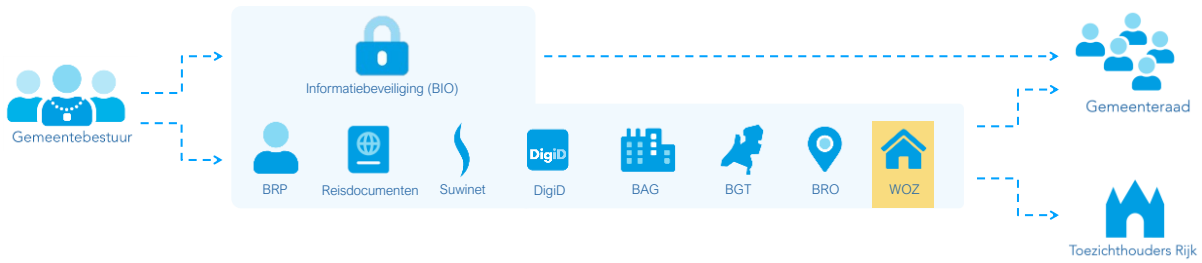 Informatiebeveiliging (BIO)
Gemeentebestuur
Gemeenteraad
DigiD
BRP
Reisdocumenten
Suwinet
DigiD
BAG
BGT
BRO
WOZ
Toezichthouders Rijk